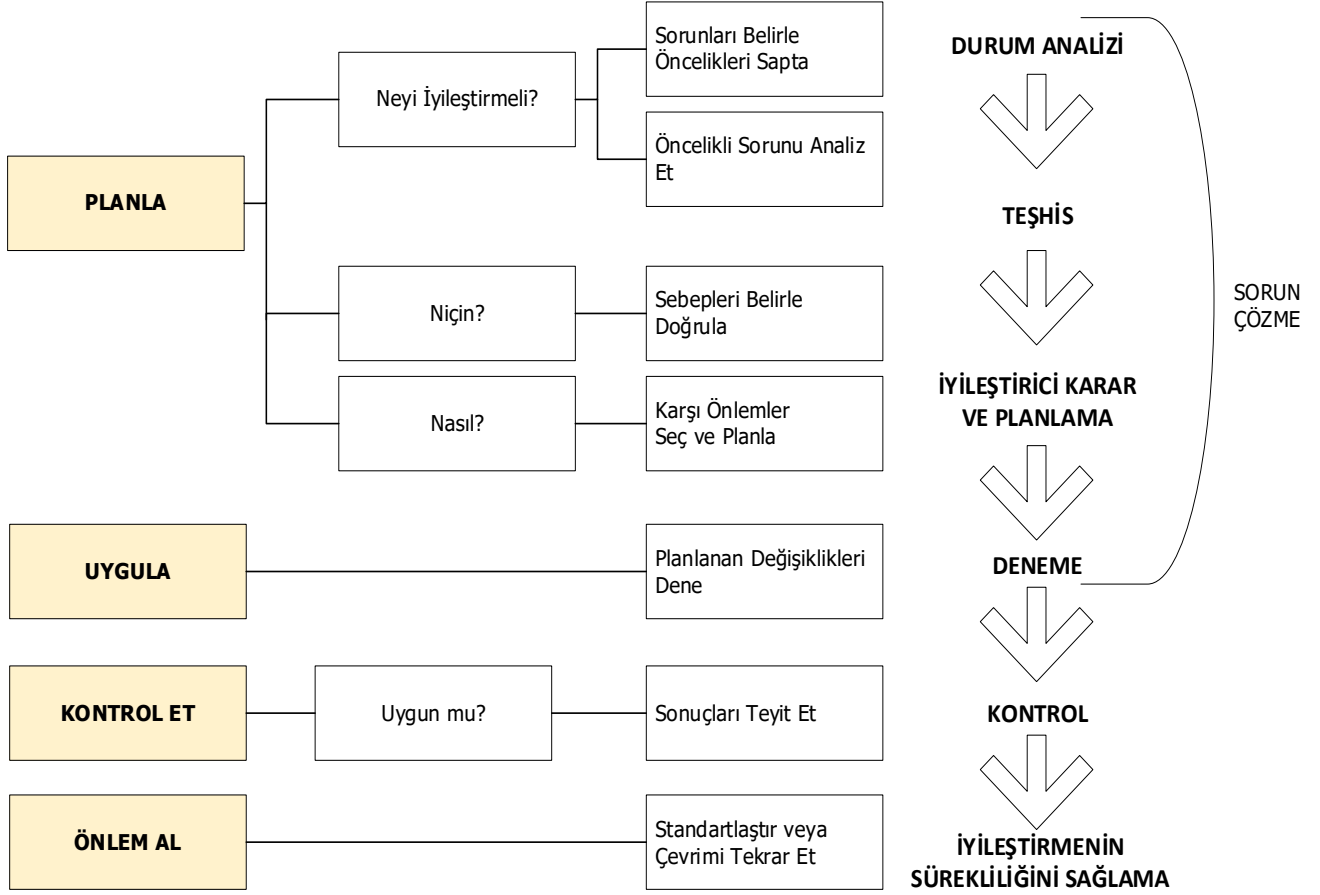 PLANLA
Neyi İyileştirmeli?
Sorunları Belirle
Öncelikleri Sapta
Öncelikli Sorunu Analiz
Et
Niçin?
Sebepleri Belirle
Doğrula
Nasıl?
Karşı Önlemler
Seç ve Planla
UYGULA
Planlanan Değişiklikleri
Dene
KONTROL ET
Uygun mu?
Sonuçları Teyit Et
ÖNLEM AL
Standartlaştır veya
Çevrimi Tekrar Et
DURUM ANALİZİ
TEŞHİS
İYİLEŞTİRİCİ KARAR
VE PLANLAMA
DENEME
KONTROL
İYİLEŞTİRMENİN
SÜREKLİLİĞİNİ SAĞLAMA
SORUN
ÇÖZME